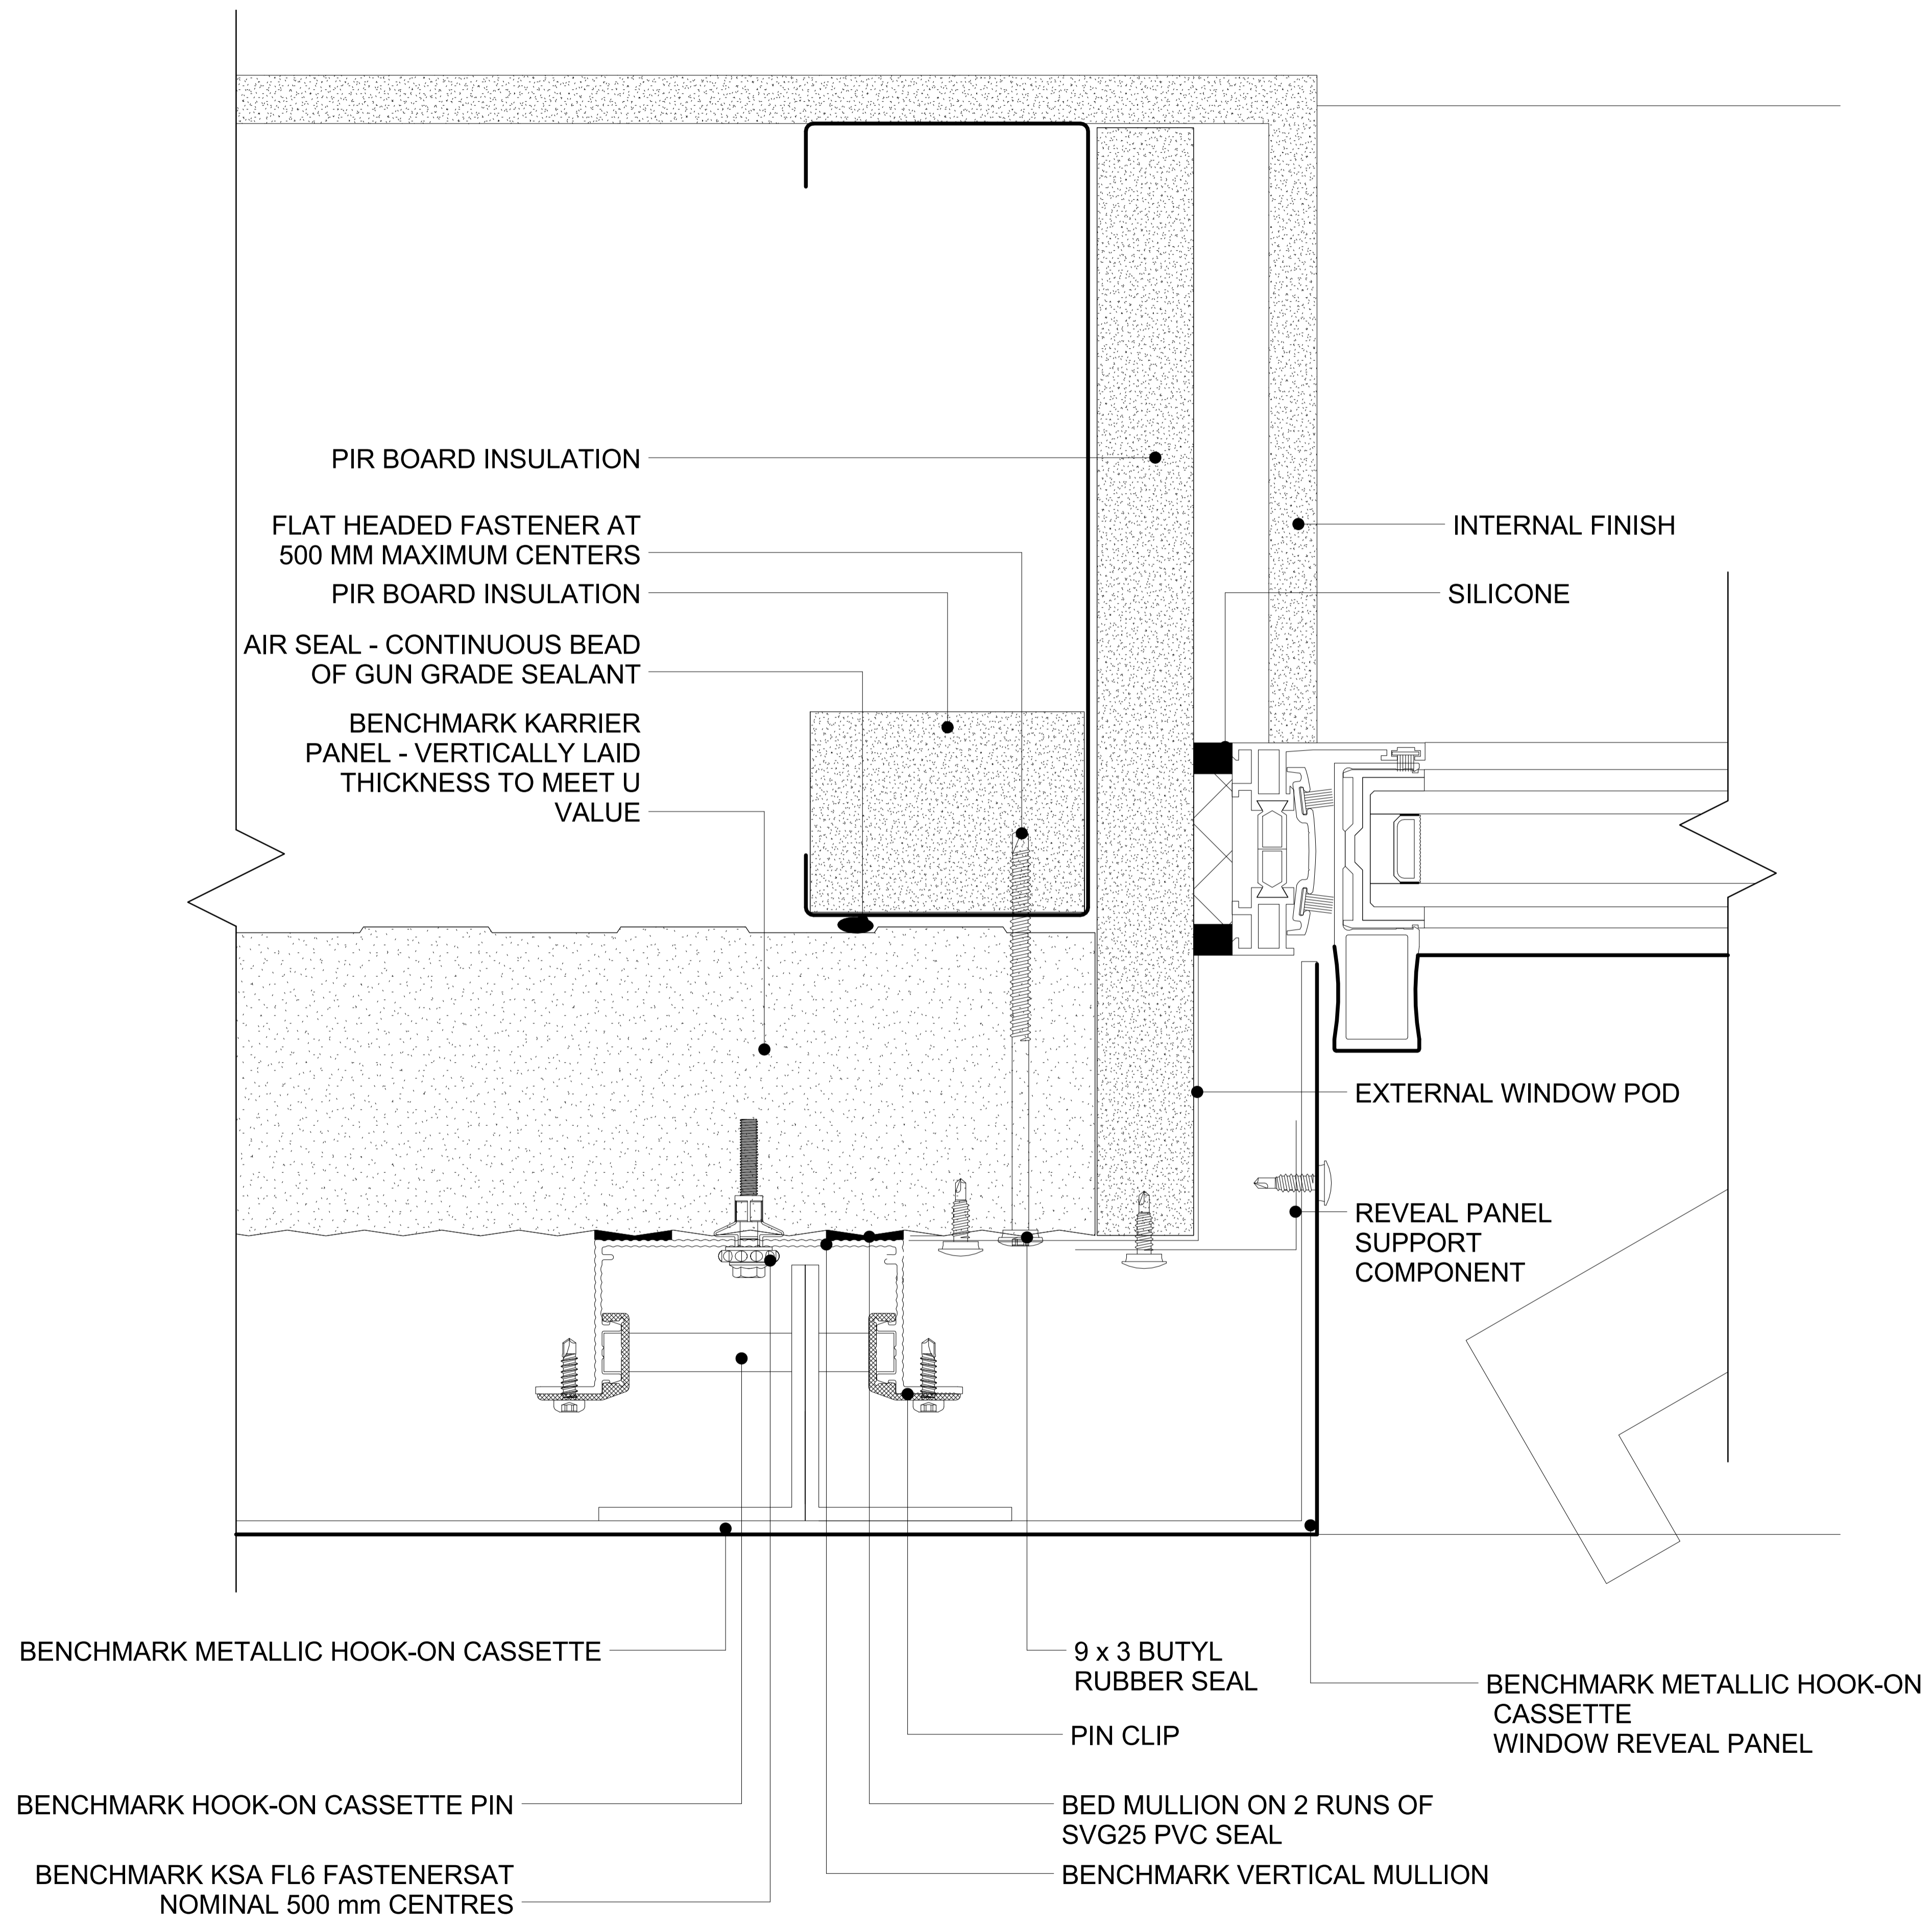 PIR BOARD INSULATION
FLAT HEADED FASTENER AT
500 MM MAXIMUM CENTERS
PIR BOARD INSULATION
AIR SEAL - CONTINUOUS BEAD
OF GUN GRADE SEALANT
BENCHMARK KARRIER
PANEL - VERTICALLY LAID
THICKNESS TO MEET U
VALUE
INTERNAL FINISH
SILICONE
EXTERNAL WINDOW POD
REVEAL PANEL
SUPPORT
COMPONENT
BENCHMARK METALLIC HOOK-ON CASSETTE
9 x 3 BUTYL
RUBBER SEAL
BENCHMARK METALLIC HOOK-ON
CASSETTE
WINDOW REVEAL PANEL
PIN CLIP
BENCHMARK HOOK-ON CASSETTE PIN
BED MULLION ON 2 RUNS OF
SVG25 PVC SEAL
BENCHMARK KSA FL6 FASTENERSAT
NOMINAL 500 mm CENTRES
BENCHMARK VERTICAL MULLION